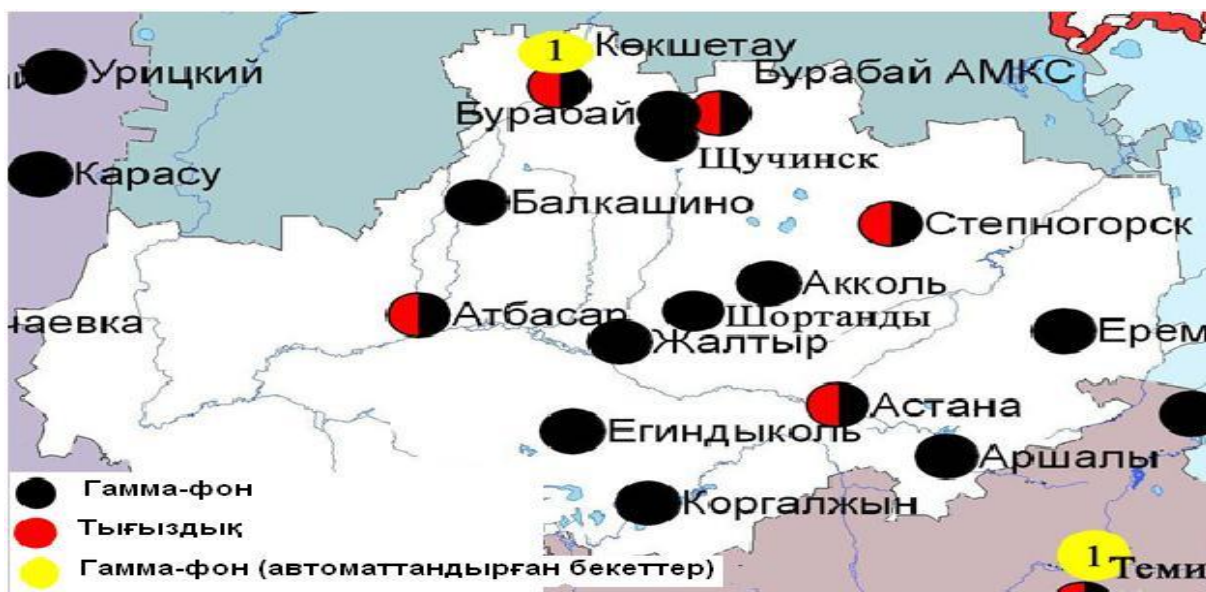 1
Көкшетау
Урицкий
Бурабай АМКС
Бурабай
Щучинск
Карасу
Балкашино
Степногорск
Акколь
Атбасар
Шортанды
чаевка
Жалтыр
Ерем
Астана
Егиндыколь
Аршалы
Гамма-фон
Коргалжын
Тығыздық
Гамма-фон (автоматтандырған бекеттер)
1
Теми